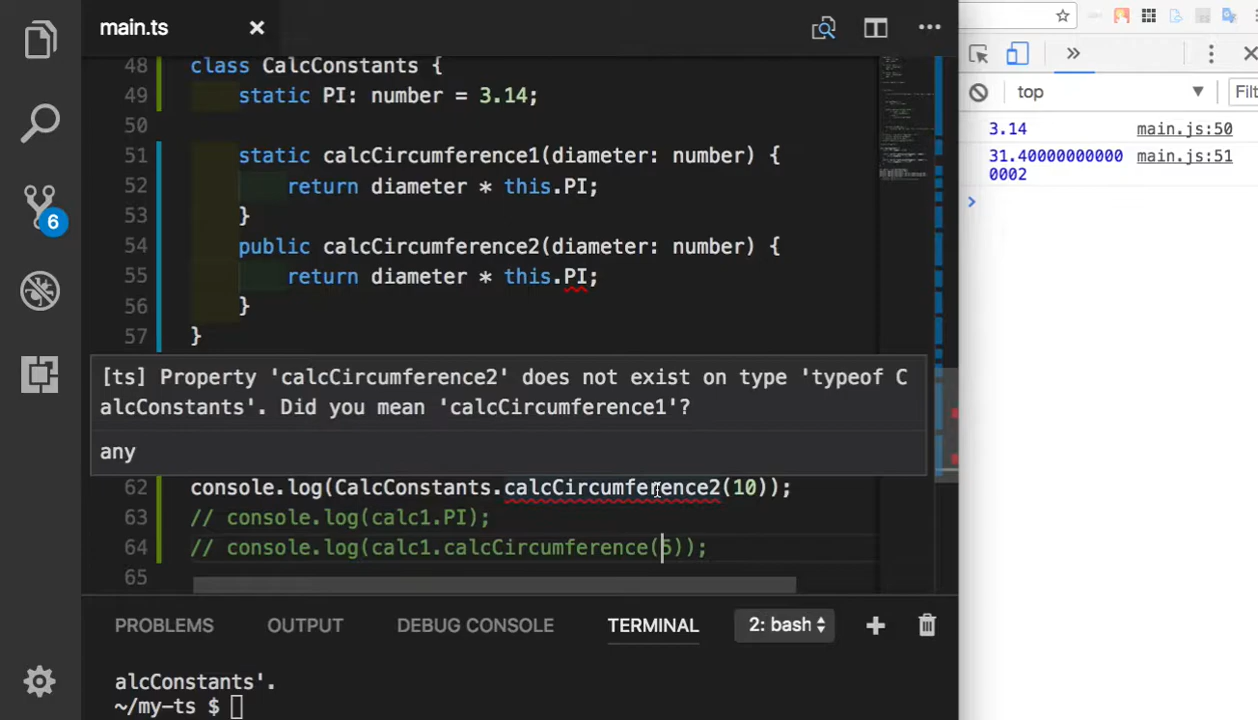 main.ts
48 class CalcConstants {
49 static PI: number = 3.14;
50
51 static calcCircumference1(diameter: number) {
52 return diameter * this.PI;
53 }
54 public calcCircumference2(diameter: number) {
55 return diameter * this.PI;
56 }
57 }
[ts] Property 'calcCircumference2' does not exist on type 'typeof C
alcConstants'. Did you mean 'calcCircumference1'?
any
62 console.log(CalcConstants.calcCircumference2(10));
63 // console.log(calc1.PI);
64 // console.log(calc1.calcCircumference(5));
65
6
PROBLEMS OUTPUT DEBUG CONSOLE TERMINAL 2: bash
alcConstants'.
~/my-ts $
top Filt
3.14 main.js:50
31.40000000000 main.js:51
0002